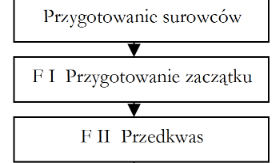 Przygotowanie surowców
F I Przygotowanie zaczątku
F II Przedkwas